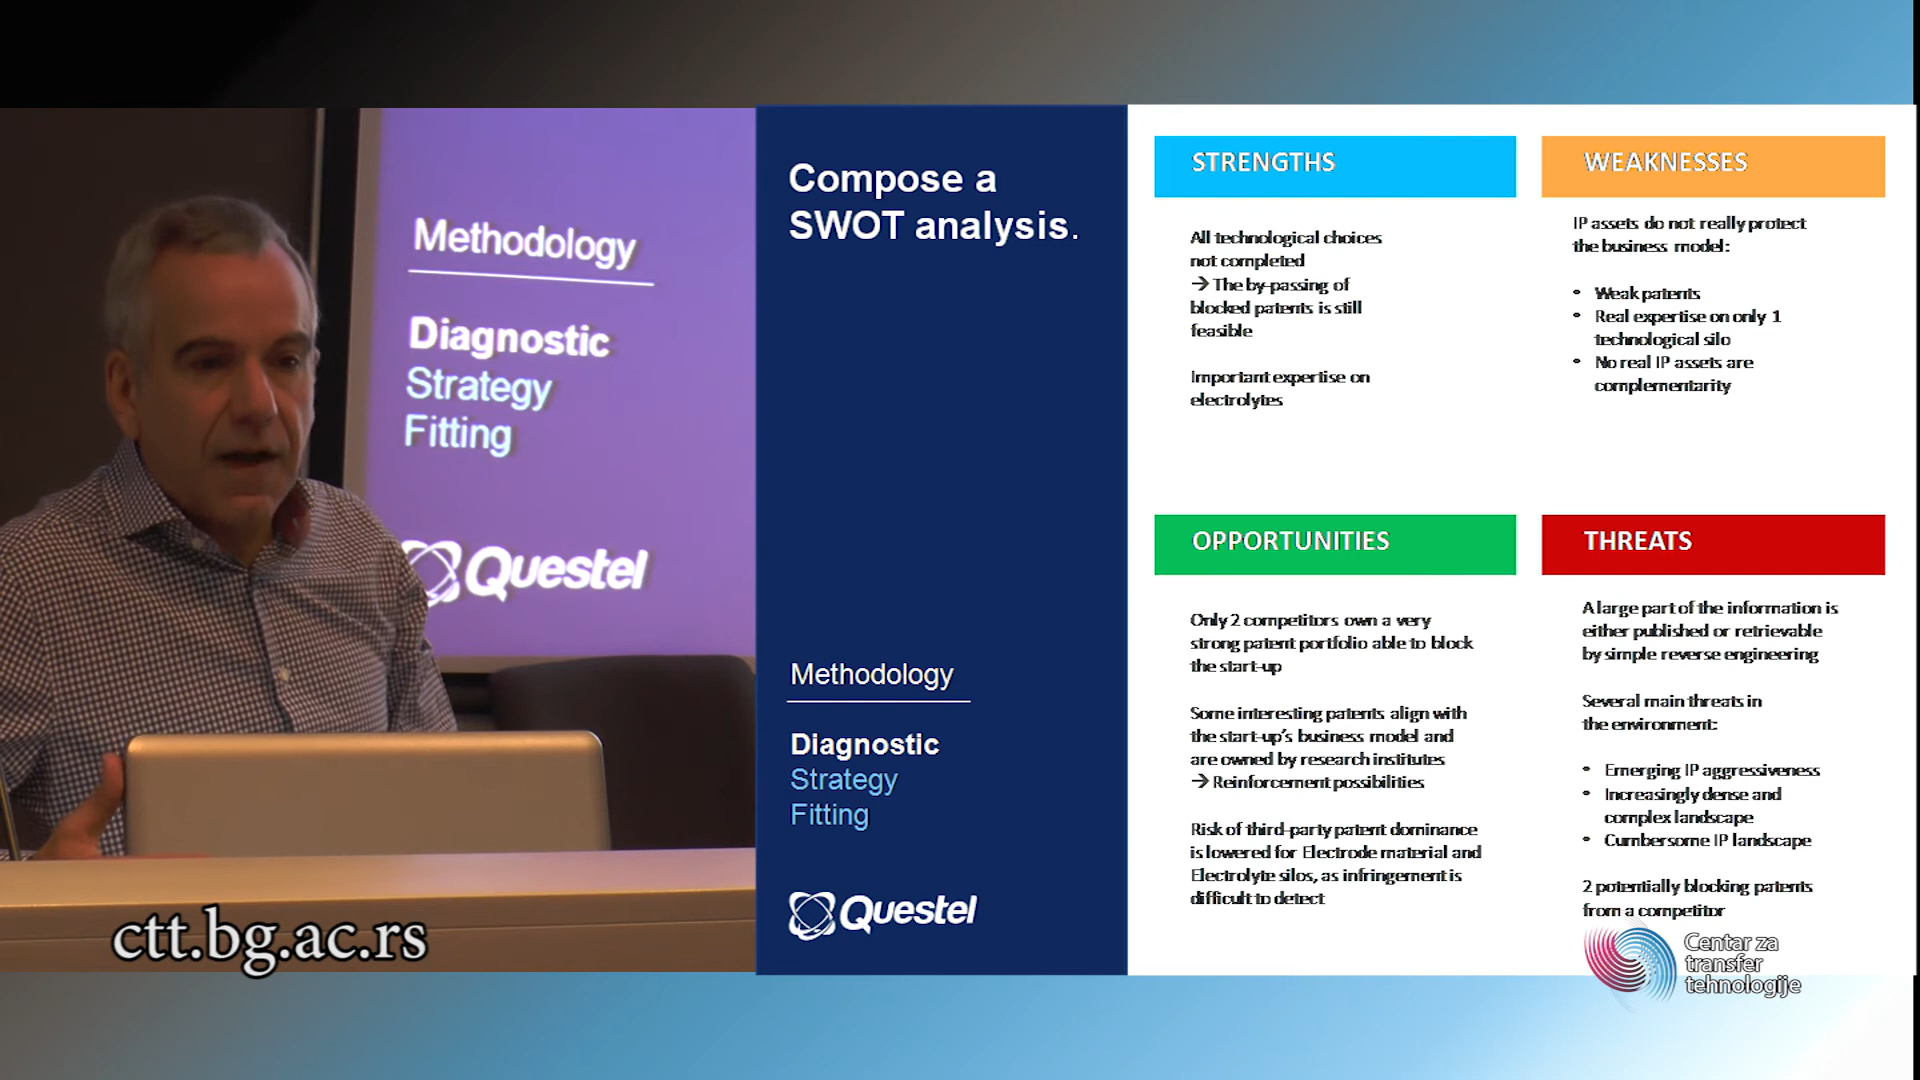 Methodology
Diagnostic
Strategy
Fitting
Questel
ctt.bg.ac.rs
Compose a
SWOT analysis.
Methodology
Diagnostic
Strategy
Fitting
Questel
STRENGTHS
All technological choices
not completed
→ The by-passing of
blocked patents is still
feasible
Important expertise on
electrolytes
WEAKNESSES
IP assets do not really protect
the business model:
• Weak patents
• Real expertise on only 1
technological silo
• No real IP assets are
complementarity
OPPORTUNITIES
Only 2 competitors own a very
strong patent portfolio able to block
the start-up
Some interesting patents align with
the start-up's business model and
are owned by research institutes
→ Reinforcement possibilities
Risk of third-party patent dominance
is lowered for Electrode material and
Electrolyte silos, as infringement is
difficult to detect
THREATS
A large part of the information is
either published or retrievable
by simple reverse engineering
Several main threats in
the environment:
• Emerging IP aggressiveness
• Increasingly dense and
complex landscape
• Cumbersome IP landscape
2 potentially blocking patents
from a competitor
Centar za
transfer
tehnologije